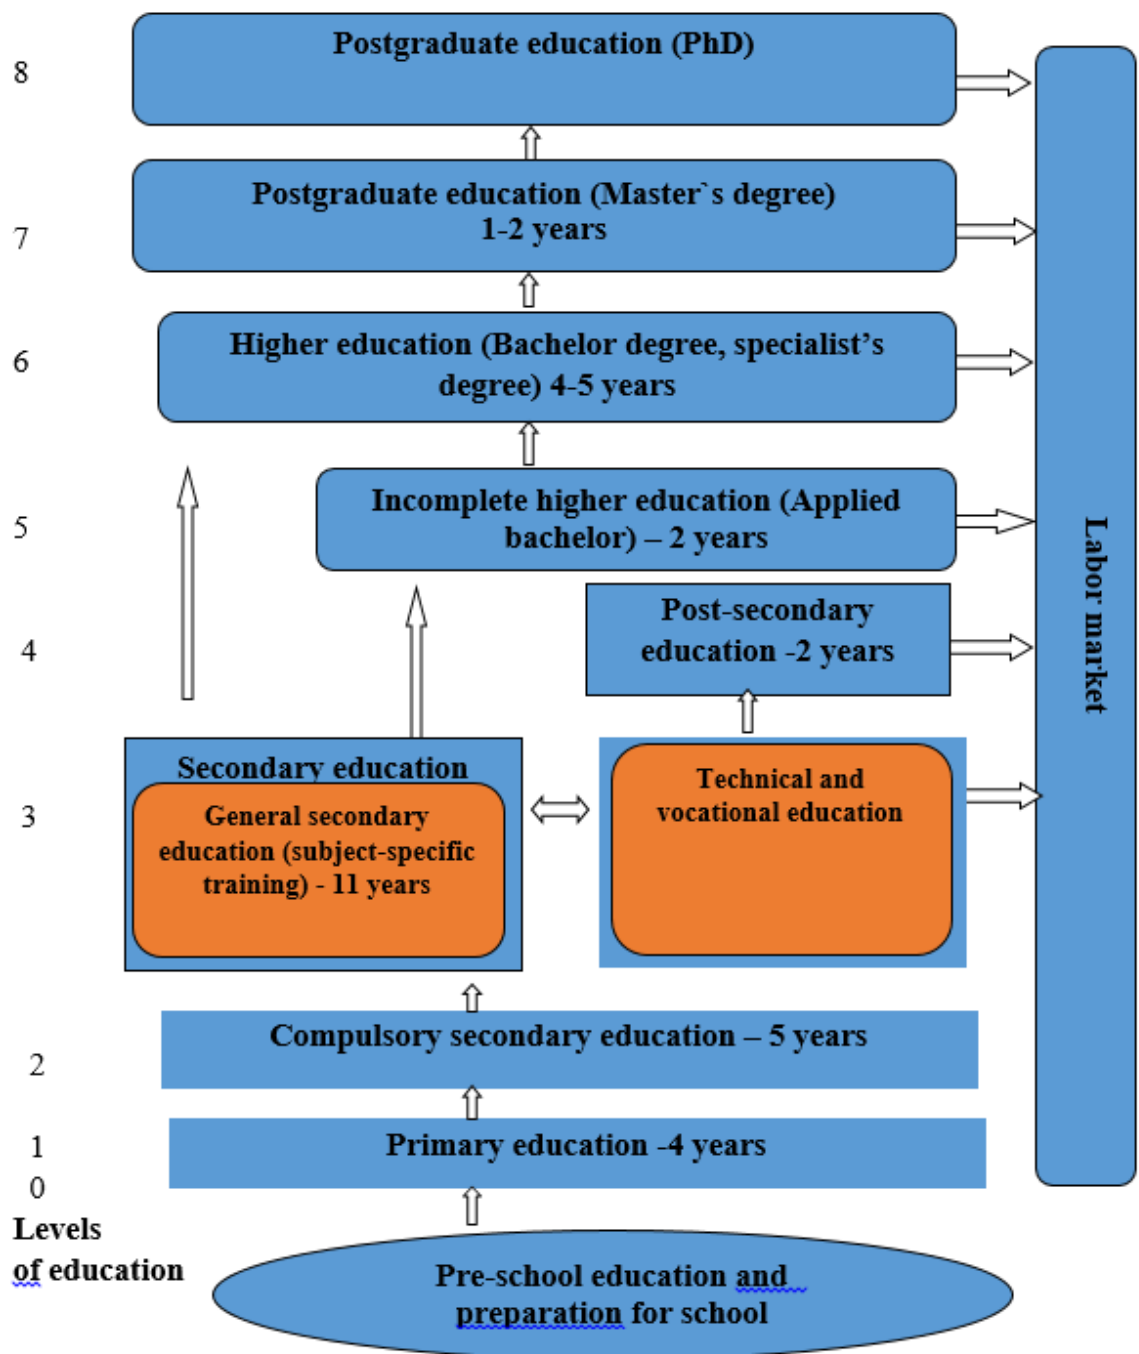 Postgraduate education (PhD)
8
Postgraduate education (Master`s degree)
1-2 years
7
Higher education (Bachelor degree, specialist’s
degree) 4-5 years
6
Incomplete higher education (Applied
bachelor) – 2 years
5
Post-secondary
education -2 years
4
Secondary education
General secondary
education (subject-specific
training) - 11 years
Technical and
vocational education
3
Compulsory secondary education – 5 years
2
Primary education -4 years
1
0
Levels
of education
Pre-school education and
preparation for school
Labor market